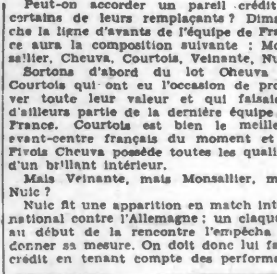 Peut-on accorder un pareil crédit
certains de leurs remplaçants ? Dima
che la ligne d'avants de l'équipe de Fra
ce aura la composition suivante : Mo
sallier, Cheuva, Courtois, Veinante, Nu
Sortons d'abord du lot Cheuva
Courtois qui ont eu l'occasion de pro
ver toute leur valeur et qui faisai
d'ailleurs partie de la dernière équipe
France. Courtois est bien le meille
avant-centre français du moment et
Fivois Cheuva possède toutes les quali
d'un brillant intérieur.
Mais Veinante, mais Monsallier, m
Nuic ?
Nuic fit une apparition en match inte
national contre l'Allemagne ; un claqu
au début de la rencontre l'empêcha
donner sa mesure. On doit donc lui fa
crédit en tenant compte des performa